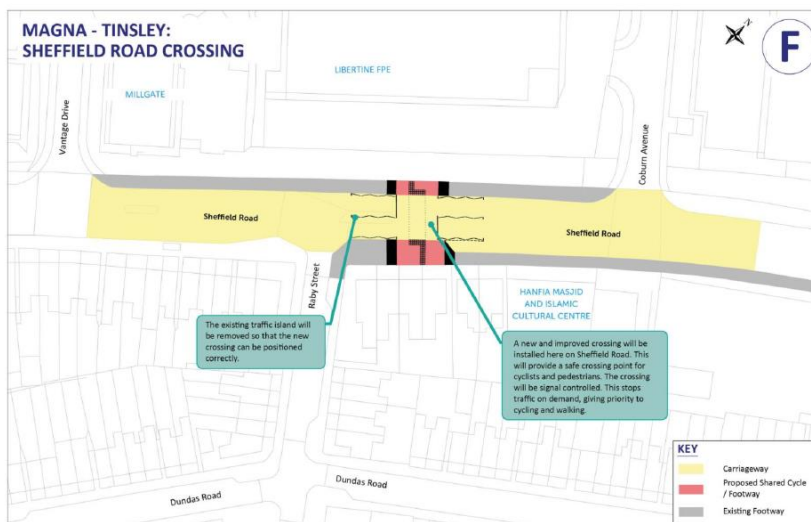 MAGNA - TINSLEY:
SHEFFIELD ROAD CROSSING
F
LIBERTINE FPE
MILLGATE
Vantage Drive
Coburn Avenue
Sheffield Road
Sheffield Road
Raby Street
HANFIA MASJID
AND ISLAMIC
CULTURAL CENTRE
The existing traffic island will
be removed so that the new
crossing can be positioned
correctly.
A new and improved crossing will be
installed here on Sheffield Road. This
will provide a safe crossing point for
cyclists and pedestrians. The crossing
will be signal controlled. This stops
traffic on demand, giving priority to
cycling and walking.
Dundas Road
Dundas Road
KEY
Carriageway
Proposed Shared Cycle
/ Footway
Existing Footway